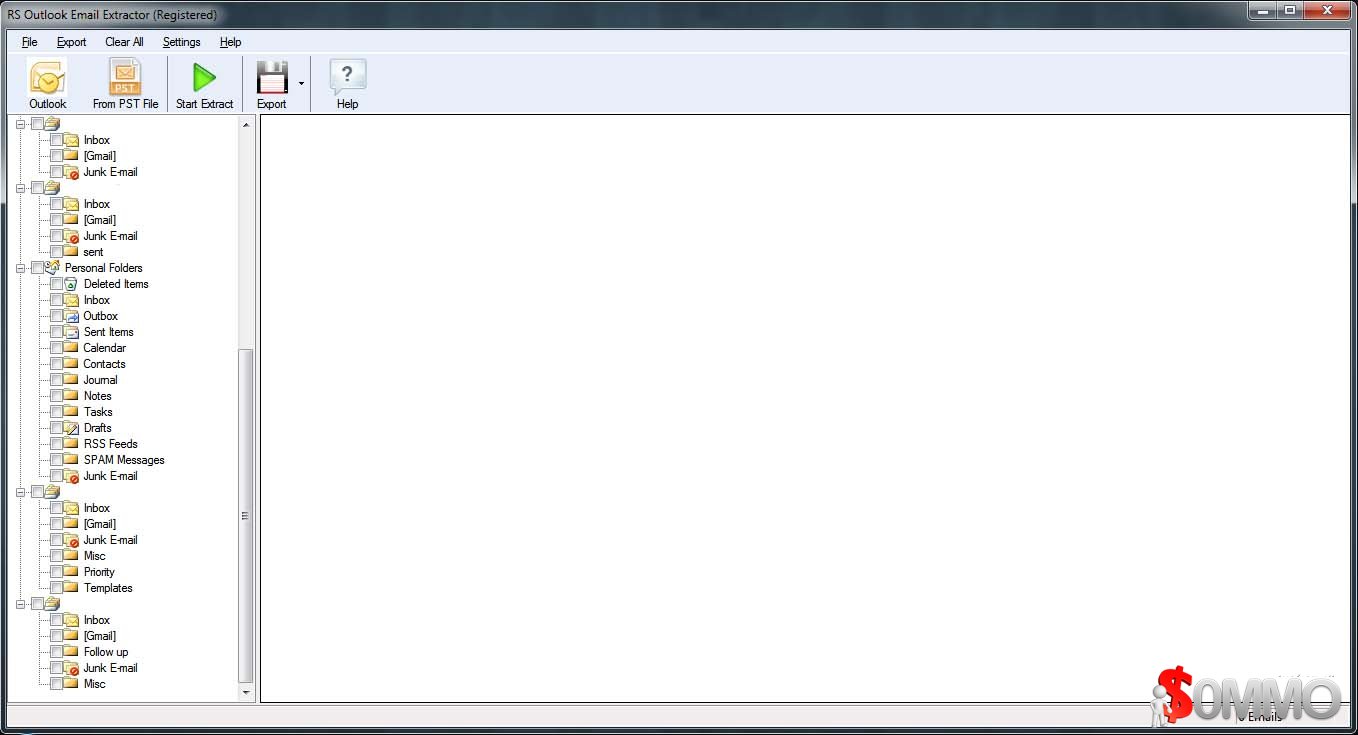 RS Outlook Email Extractor (Registered)
File Export Clear All Settings Help
PST
?
Outlook From PST File Start Extract Export Help
Inbox
[Gmail]
Junk E-mail
Inbox
[Gmail]
Junk E-mail
sent
Personal Folders
Deleted Items
Inbox
Outbox
Sent Items
Calendar
Contacts
Journal
Notes
Tasks
Drafts
RSS Feeds
SPAM Messages
Junk E-mail
Inbox
[Gmail]
Junk E-mail
Misc
Priority
Templates
Inbox
[Gmail]
Follow up
Junk E-mail
Misc
$OMMO
0 Emails